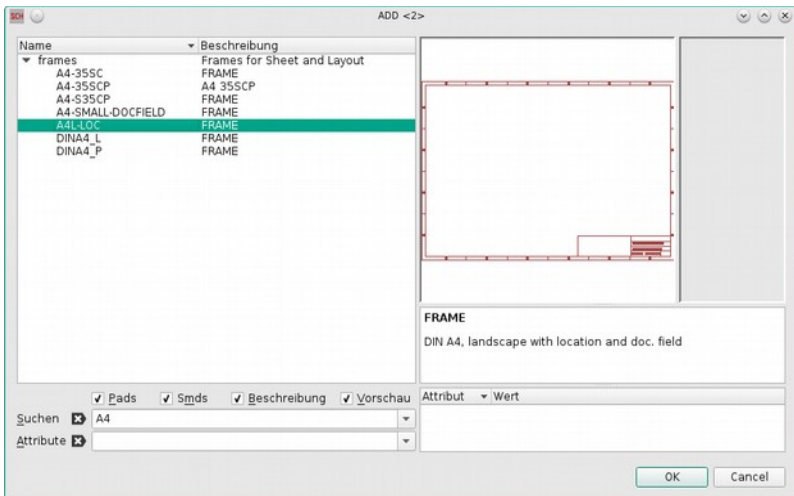 SCH
ADD <2>
Name Beschreibung
frames Frames for Sheet and Layout
A4-35SC FRAME
A4-35SCP A4 35SCP
A4-S35CP FRAME
A4-SMALL-DOCFIELD FRAME
A4L-LOC FRAME
DINA4_L FRAME
DINA4_P FRAME
FRAME
DIN A4, landscape with location and doc. field
Pads Smds Beschreibung Vorschau
Attribut Wert
Suchen A4
Attribute
OK Cancel